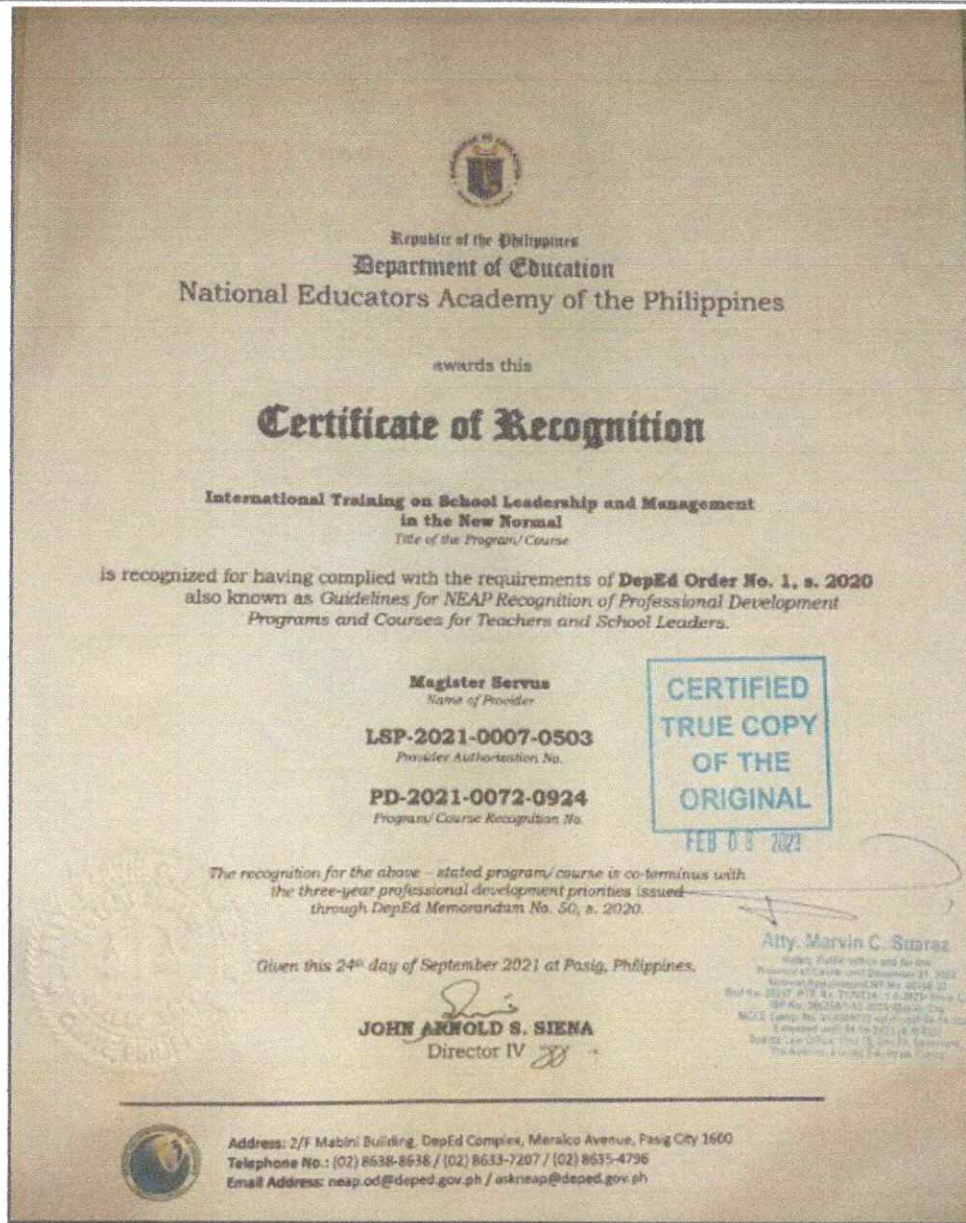 Republic of the Philippines
Department of Education
National Educators Academy of the Philippines
awards this
Certificate of Recognition
International Training on School Leadership and Management
in the New Normal
Title of the Program/Course
is recognized for having complied with the requirements of DepEd Order No. 1, s. 2020
also known as Guidelines for NEAP Recognition of Professional Development
Programs and Courses for Teachers and School Leaders.
Magister Servus
Name of Provider
LSP-2021-0007-0503
Provider Authorization No.
PD-2021-0072-0924
Program/Course Recognition No.
CERTIFIED
TRUE COPY
OF THE
ORIGINAL
FEB 0 2023
The recognition for the above – stated program/course is co-terminus with
the three-year professional development priorities issued
through DepEd Memorandum No. 50, s. 2020.
Atty. Marvin C. Suarez
Given this 24th day of September 2021 at Pasig, Philippines.
JOHN ARNOLD S. SIENA
Director IV
Address: 2/F Mabini Building, DepEd Complex, Meralco Avenue, Pasig City 1600
Telephone No.: (02) 8638-8638 / (02) 8633-7207 / (02) 8635-4796
Email Address: neap.od@deped.gov.ph / askneap@deped.gov.ph